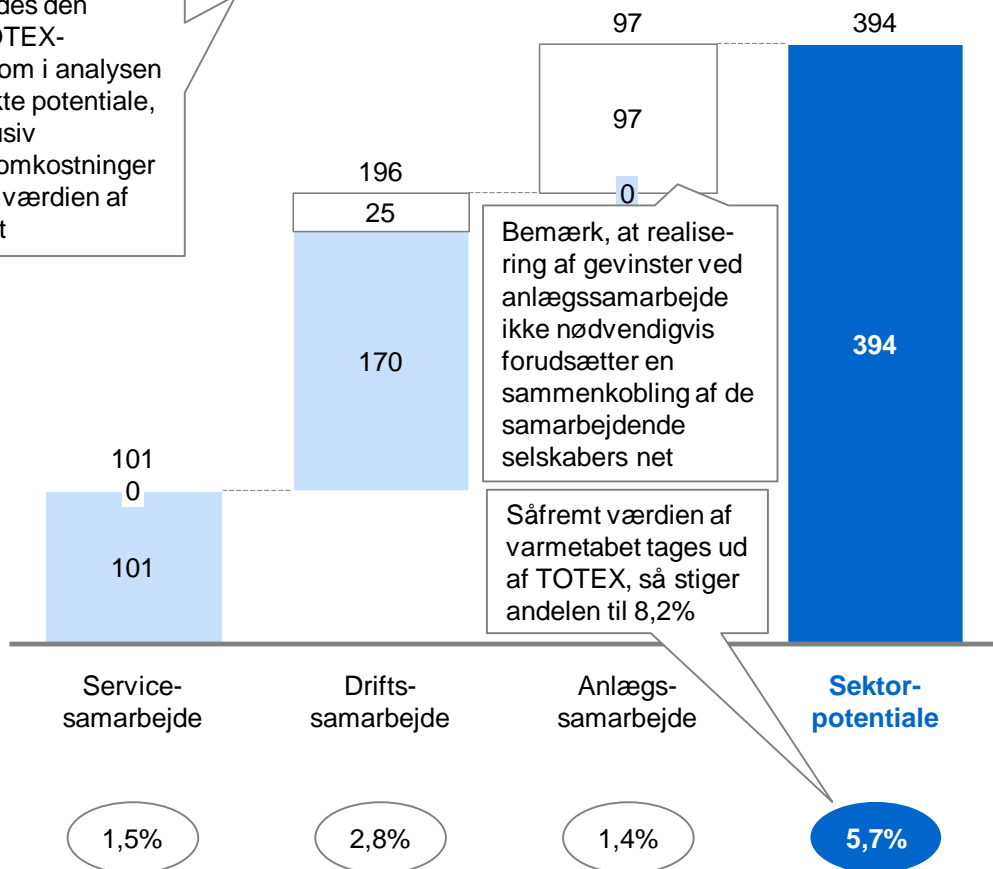 des den
OTEX-
om i analysen
kte potentiale,
usiv
omkostninger
værdien af
t
97
394
97
196
0
25
Bemærk, at realise-
ring af gevinster ved
anlægssamarbejde
ikke nødvendigvis
forudsætter en
sammenkobling af de
samarbejdende
selskabers net
170
394
101
0
101
Såfremt værdien af
varmetabet tages ud
af TOTEX, så stiger
andelen til 8,2%
Service-
samarbejde
Drifts-
samarbejde
Anlægs-
samarbejde
Sektor-
potentiale
1,5%
2,8%
1,4%
5,7%